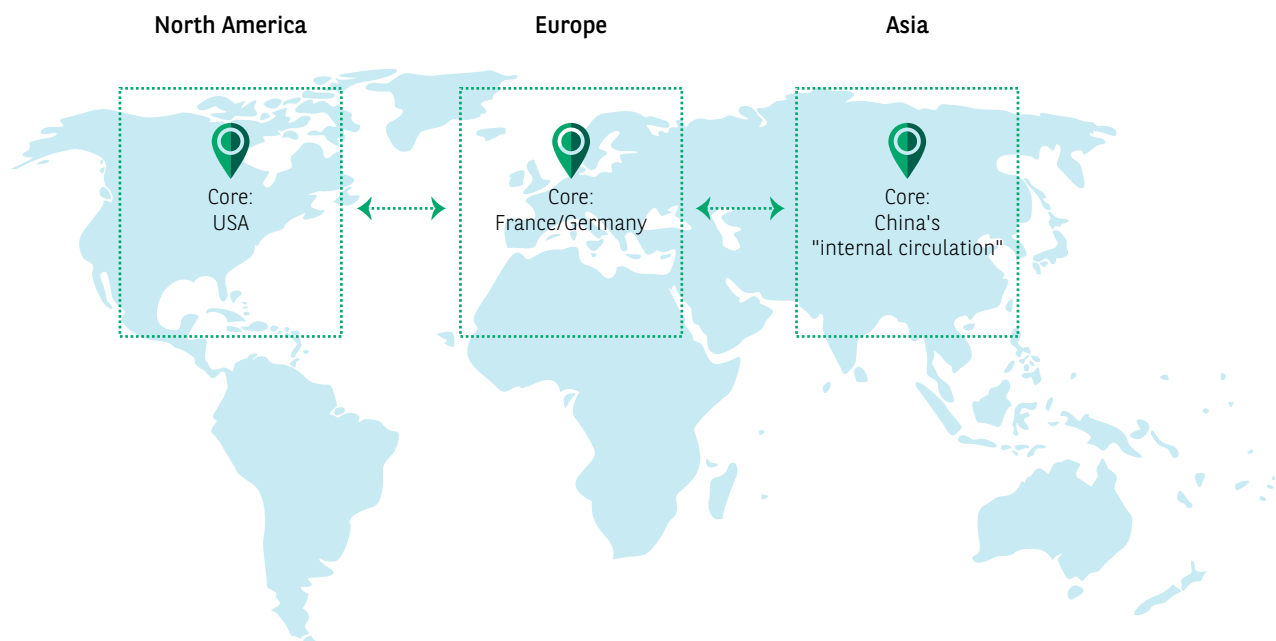 North America
Europe
Asia
Core:
USA
Core:
France/Germany
Core:
China's
"internal circulation"